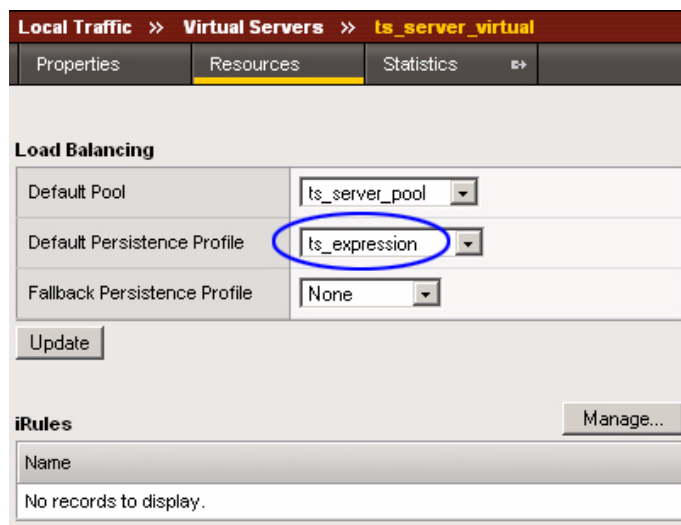 Local Traffic » Virtual Servers » ts_server_virtual
Properties Resources Statistics
Load Balancing
Default Pool ts_server_pool
Default Persistence Profile ts_expression
Fallback Persistence Profile None
Update
iRules Manage...
Name
No records to display.